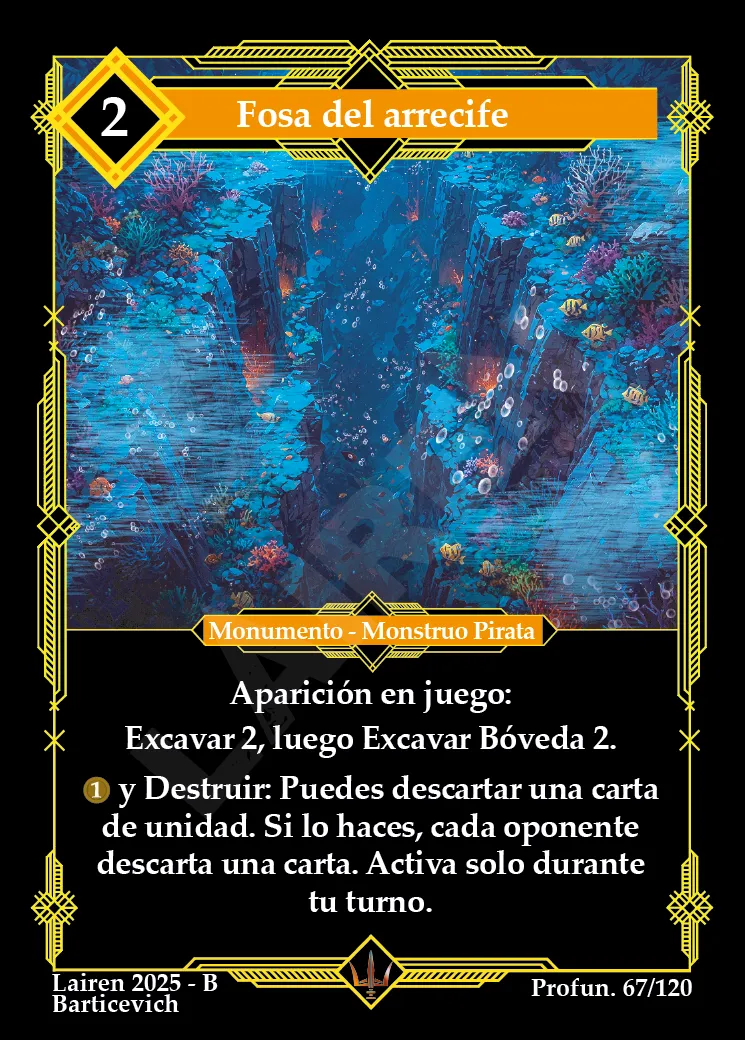 2
Fosa del arrecife
Monumento - Monstruo Pirata
Aparición en juego:
Excavar 2, luego Excavar Bóveda 2.
1 y Destruir: Puedes descartar una carta
de unidad. Si lo haces, cada oponente
descarta una carta. Activa solo durante
tu turno.
Lairen 2025 - B
Barticevich
Profun. 67/120